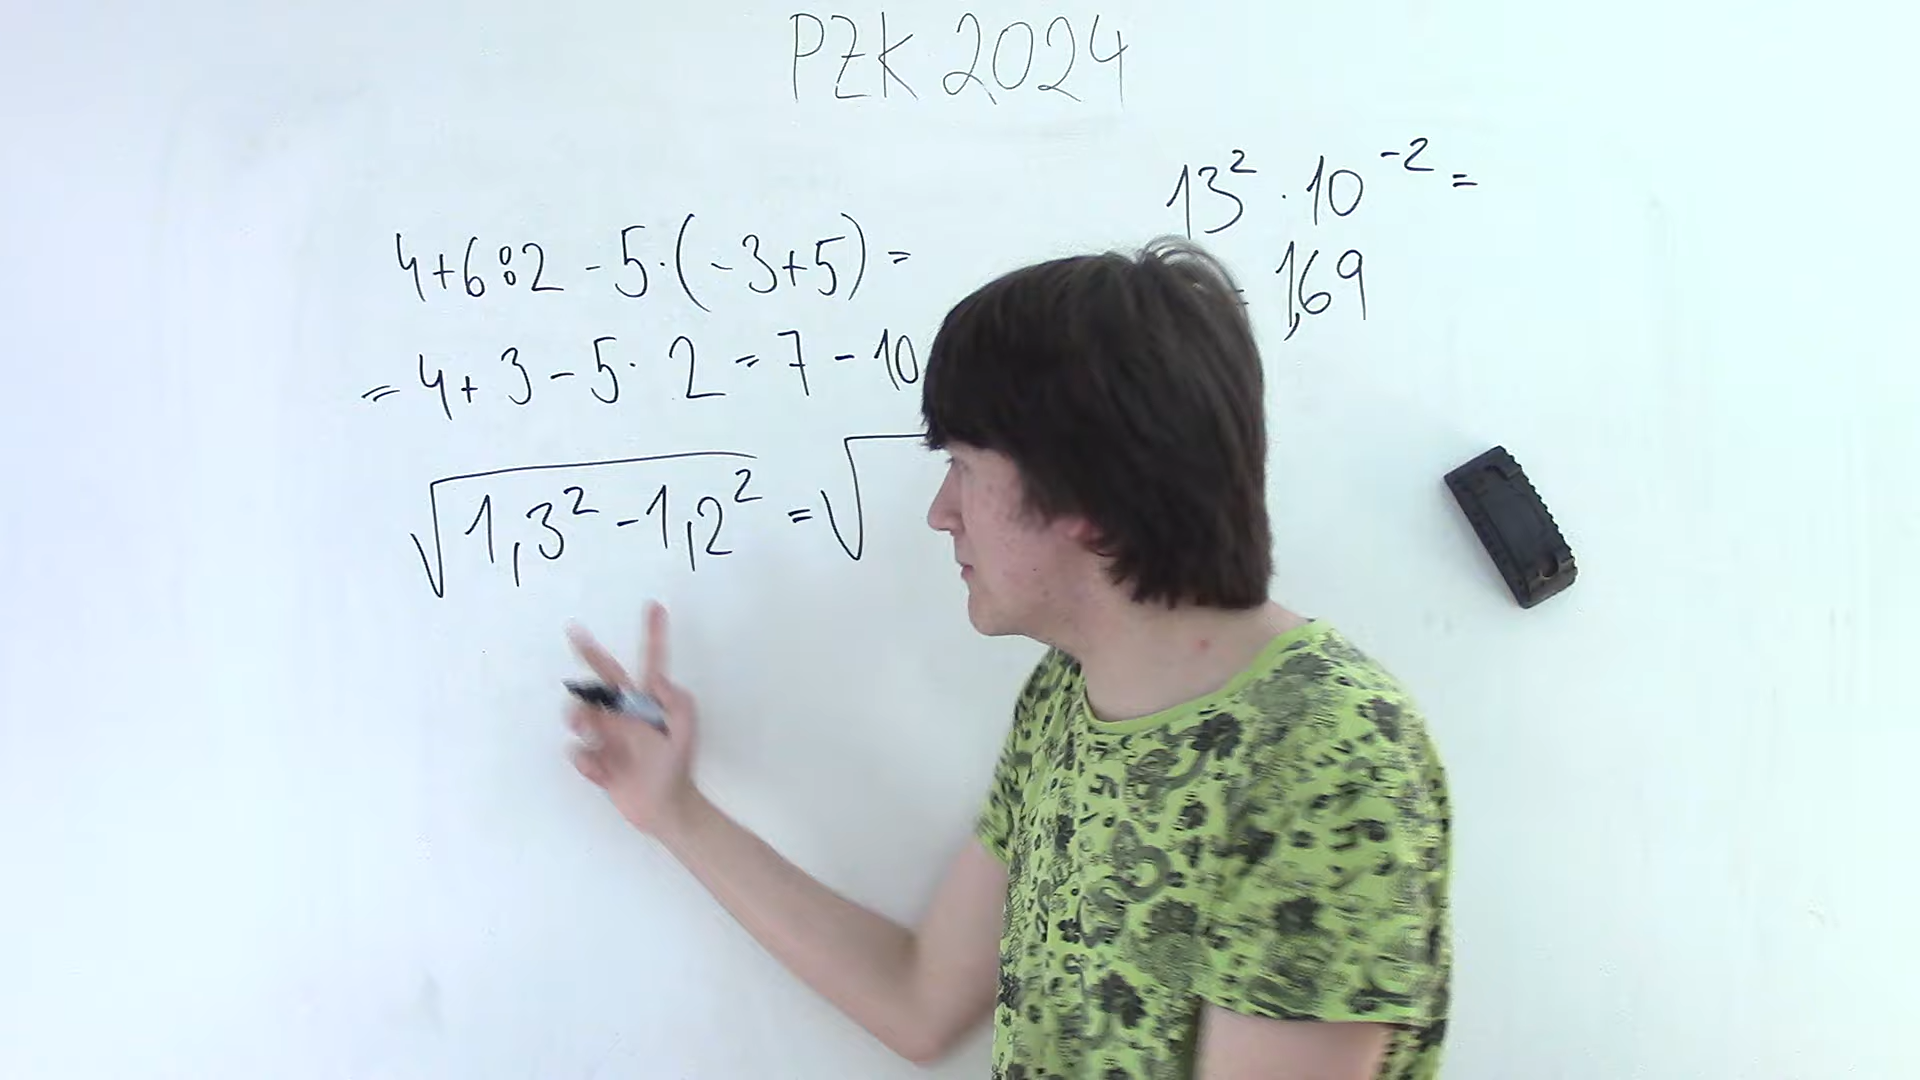 PZK 2024
4+6:2 - 5·(-3+5) =
= 4+3-5·2 = 7-10
√(1,3² - 1,2²) = √
13² · 10⁻² =
= 1,69